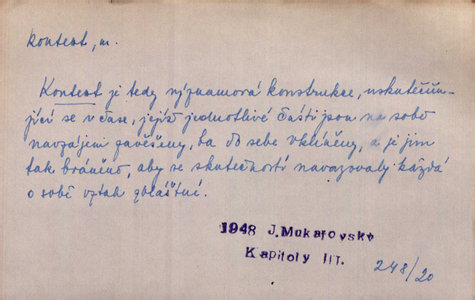 kontext, m.
Kontext je tedy významová konstrukce, uskutečňu-
jící se v čase, jejíž jednotlivé části jsou na sobě
navzájem zavěšeny, ba do sebe vklíněny, a je jim
tak bráněno, aby se skutečností navazovaly každá
o sobě vztah zvláštní.
1948 J. Mukařovský
Kapitoly III.
248/20